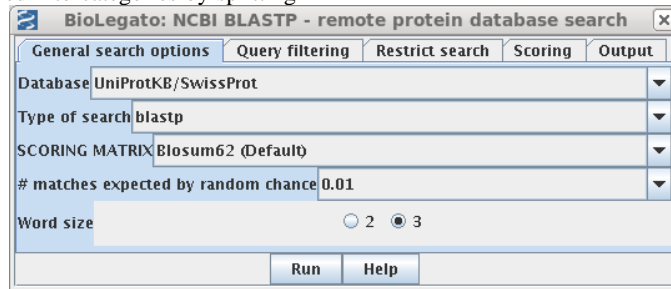 BioLegato: NCBI BLASTP - remote protein database search
General search options Query filtering Restrict search Scoring Output
Database UniProtKB/SwissProt
Type of search blastp
SCORING MATRIX Blosum62 (Default)
# matches expected by random chance 0.01
Word size 2 3
Run Help